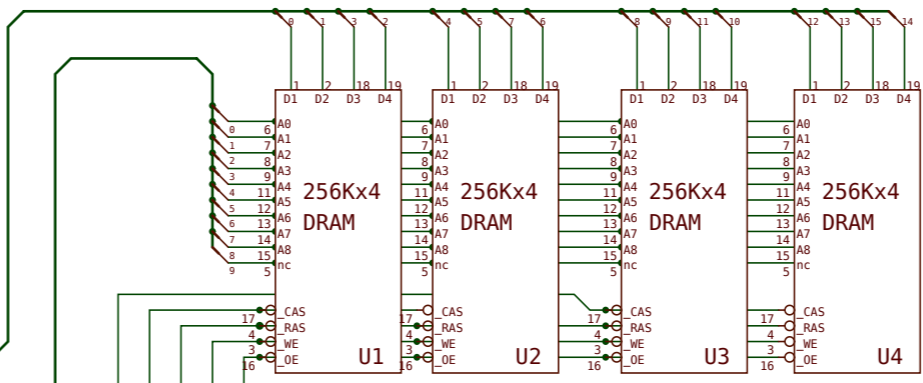 0 1 3 2 4 5 7 6 8 9 11 10 12 13 15 14
1 2 18 19 1 2 18 19 1 2 18 19 1 2 18 19
D1 D2 D3 D4 D1 D2 D3 D4 D1 D2 D3 D4 D1 D2 D3 D4
A0 A0 A0 A0
0 6 6 6 6
A1 A1 A1 A1
1 7 7 7 7
A2 A2 A2 A2
2 8 8 8 8
A3 A3 A3 A3
3 9 9 9 9
A4 256Kx4 A4 256Kx4 A4 256Kx4 A4 256Kx4
4 11 11 11 11
A5 A5 A5 A5
5 12 12 12 12
A6 DRAM A6 DRAM A6 DRAM A6 DRAM
6 13 13 13 13
A7 A7 A7 A7
7 14 14 14 14
A8 A8 A8 A8
8 15 15 15 15
nc nc nc nc
9 5 5 5 5
_CAS _CAS _CAS _CAS
17 17 17 17
_RAS _RAS _RAS _RAS
4 4 4 4
_WE _WE _WE _WE
3 3 3 3
_OE U1 _OE U2 _OE U3 _OE U4
16 16 16 16